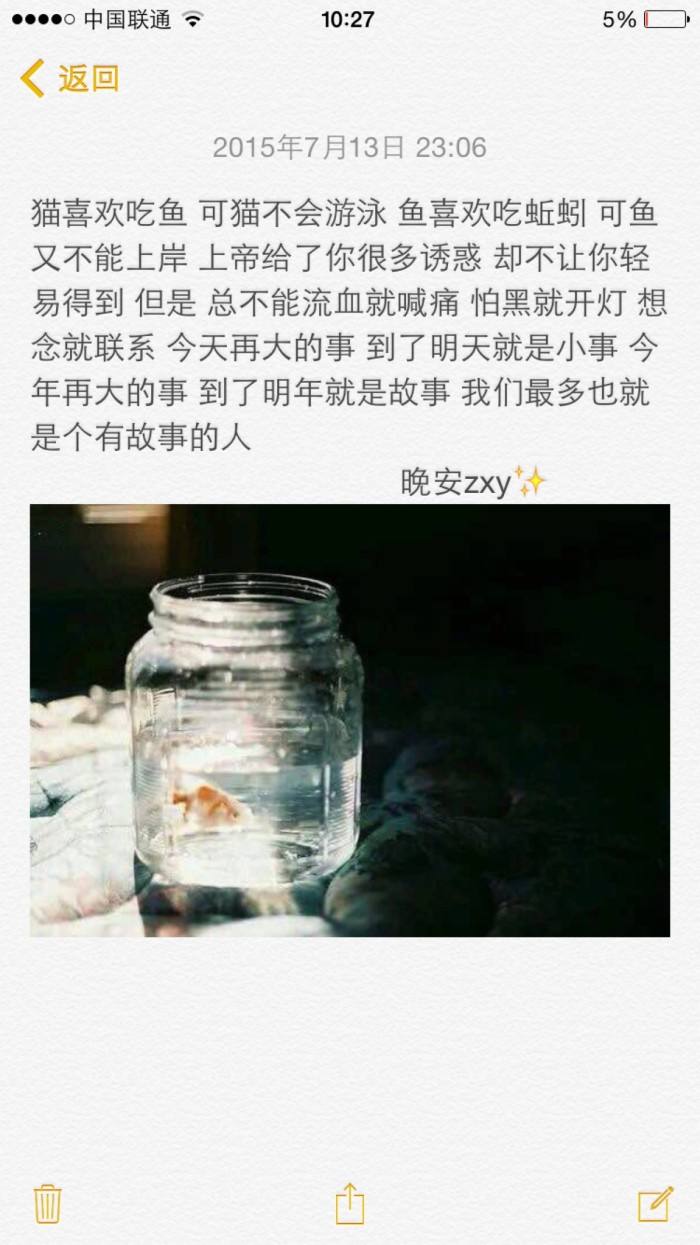 中国联通 10:27 5%
返回
2015年7月13日 23:06
猫喜欢吃鱼 可猫不会游泳 鱼喜欢吃蚯蚓 可鱼
又不能上岸 上帝给了你很多诱惑 却不让你轻
易得到 但是 总不能流血就喊痛 怕黑就开灯 想
念就联系 今天再大的事 到了明天就是小事 今
年再大的事 到了明年就是故事 我们最多也就
是个有故事的人
晚安zxy✨